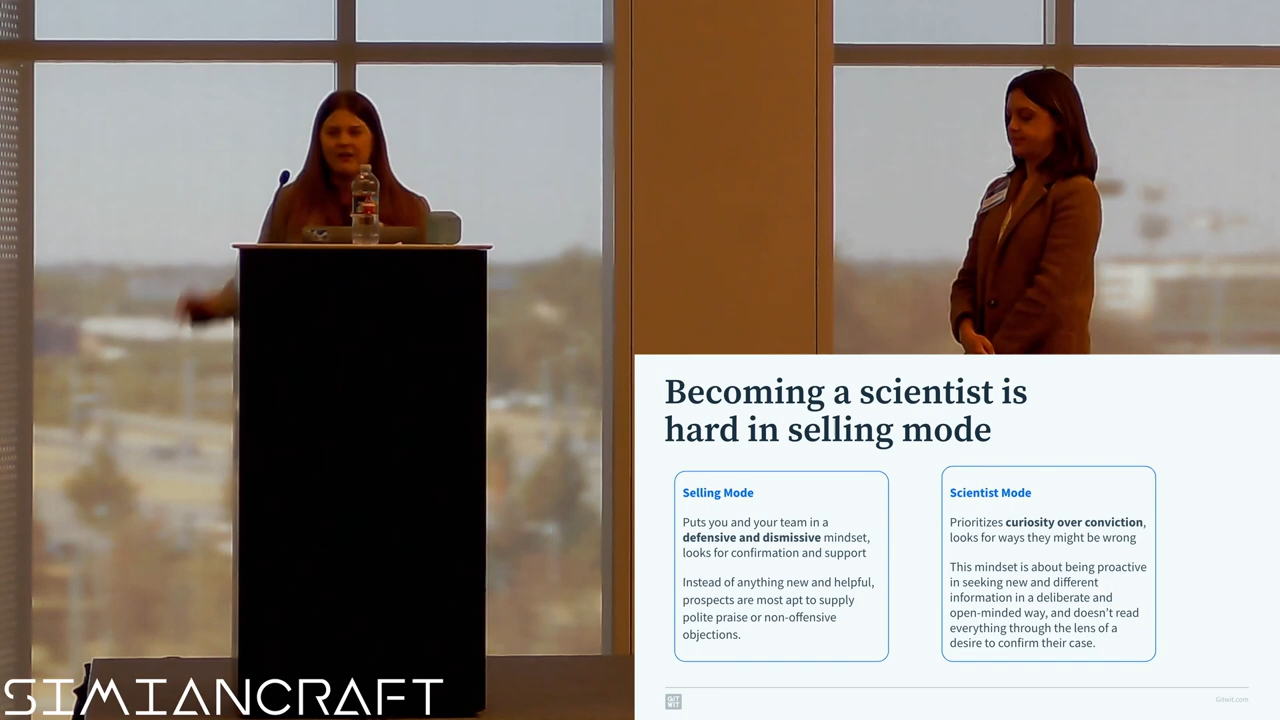 Becoming a scientist is
hard in selling mode
Selling Mode
Puts you and your team in a
defensive and dismissive mindset,
looks for confirmation and support
Instead of anything new and helpful,
prospects are most apt to supply
polite praise or non-offensive
objections.
Scientist Mode
Prioritizes curiosity over conviction,
looks for ways they might be wrong
This mindset is about being proactive
in seeking new and different
information in a deliberate and
open-minded way, and doesn't read
everything through the lens of a
desire to confirm their case.
GIT
WIT
Gitwit.com
SIMIANCRAFT